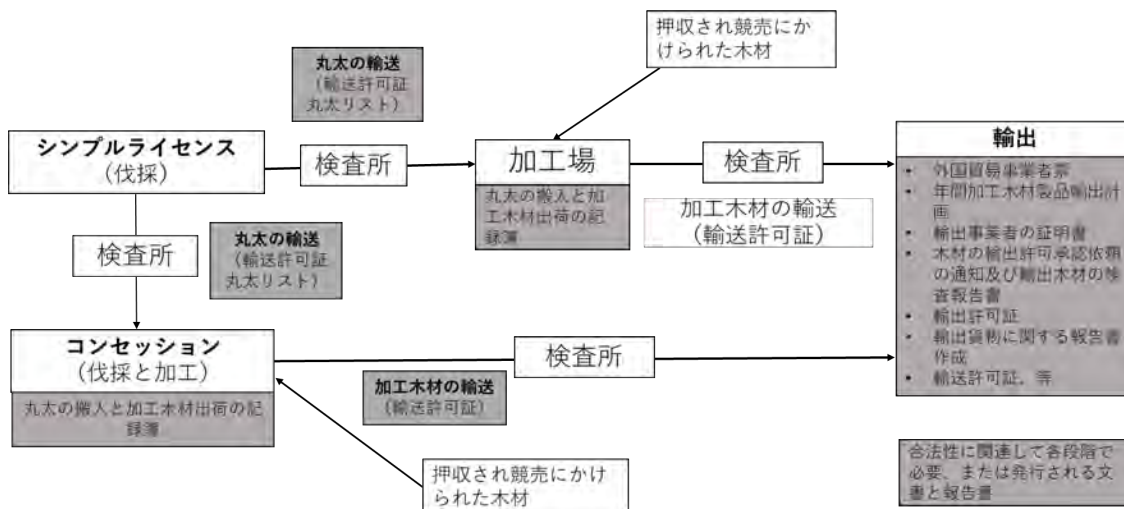 押収され競売にか
けられた木材
丸太の輸送
（輸送許可証
丸太リスト）
シンプルライセンス
(伐採)
検査所
加工場
丸太の搬入と加
工木材出荷の記
録簿
検査所
加工木材の輸送
(輸送許可証)
輸出
• 外国貿易事業者票
• 年間加工木材製品輸出計
画
• 輸出事業者の証明書
• 木材の輸出許可承認依頼
の通知及び輸出木材の検
査報告書
• 輸出許可証
• 輸出貨物に関する報告書
作成
• 輸送許可証、等
検査所
丸太の輸送
（輸送許可証
丸太リスト）
コンセッション
(伐採と加工)
丸太の搬入と加工木材出荷の記
録簿
検査所
加工木材の輸送
(輸送許可証)
押収され競売にか
けられた木材
合法性に関連して各段階で
必要、または発行される文
書と報告書